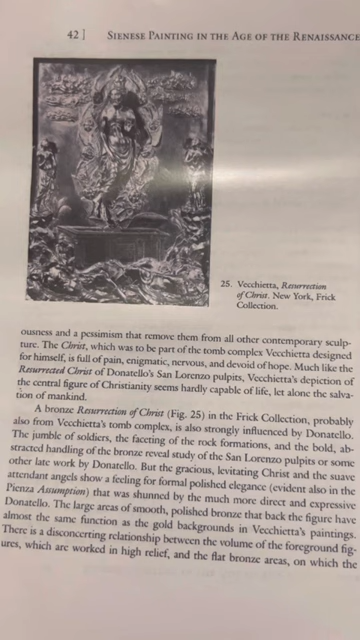 42 | SIENESE PAINTING IN THE AGE OF THE RENAISSANCE
25. Vecchietta, Resurrection
of Christ. New York, Frick
Collection.
ousness and a pessimism that remove them from all other contemporary sculp-
ture. The Christ, which was to be part of the tomb complex Vecchietta designed
for himself, is full of pain, enigmatic, nervous, and devoid of hope. Much like the
Resurrected Christ of Donatello's San Lorenzo pulpits, Vecchietta's depiction of
the central figure of Christianity seems hardly capable of life, let alone the salva-
tion of mankind.
A bronze Resurrection of Christ (Fig. 25) in the Frick Collection, probably
also from Vecchietta's tomb complex, is also strongly influenced by Donatello.
The jumble of soldiers, the faceting of the rock formations, and the bold, ab-
stracted handling of the bronze reveal study of the San Lorenzo pulpits or some
other late work by Donatello. But the gracious, levitating Christ and the suave
attendant angels show a feeling for formal polished elegance (evident also in the
Pienza Assumption) that was shunned by the much more direct and expressive
Donatello. The large areas of smooth, polished bronze that back the figure have
almost the same function as the gold backgrounds in Vecchietta's paintings.
There is a disconcerting relationship between the volume of the foreground fig-
ures, which are worked in high relief, and the flat bronze areas, on which the